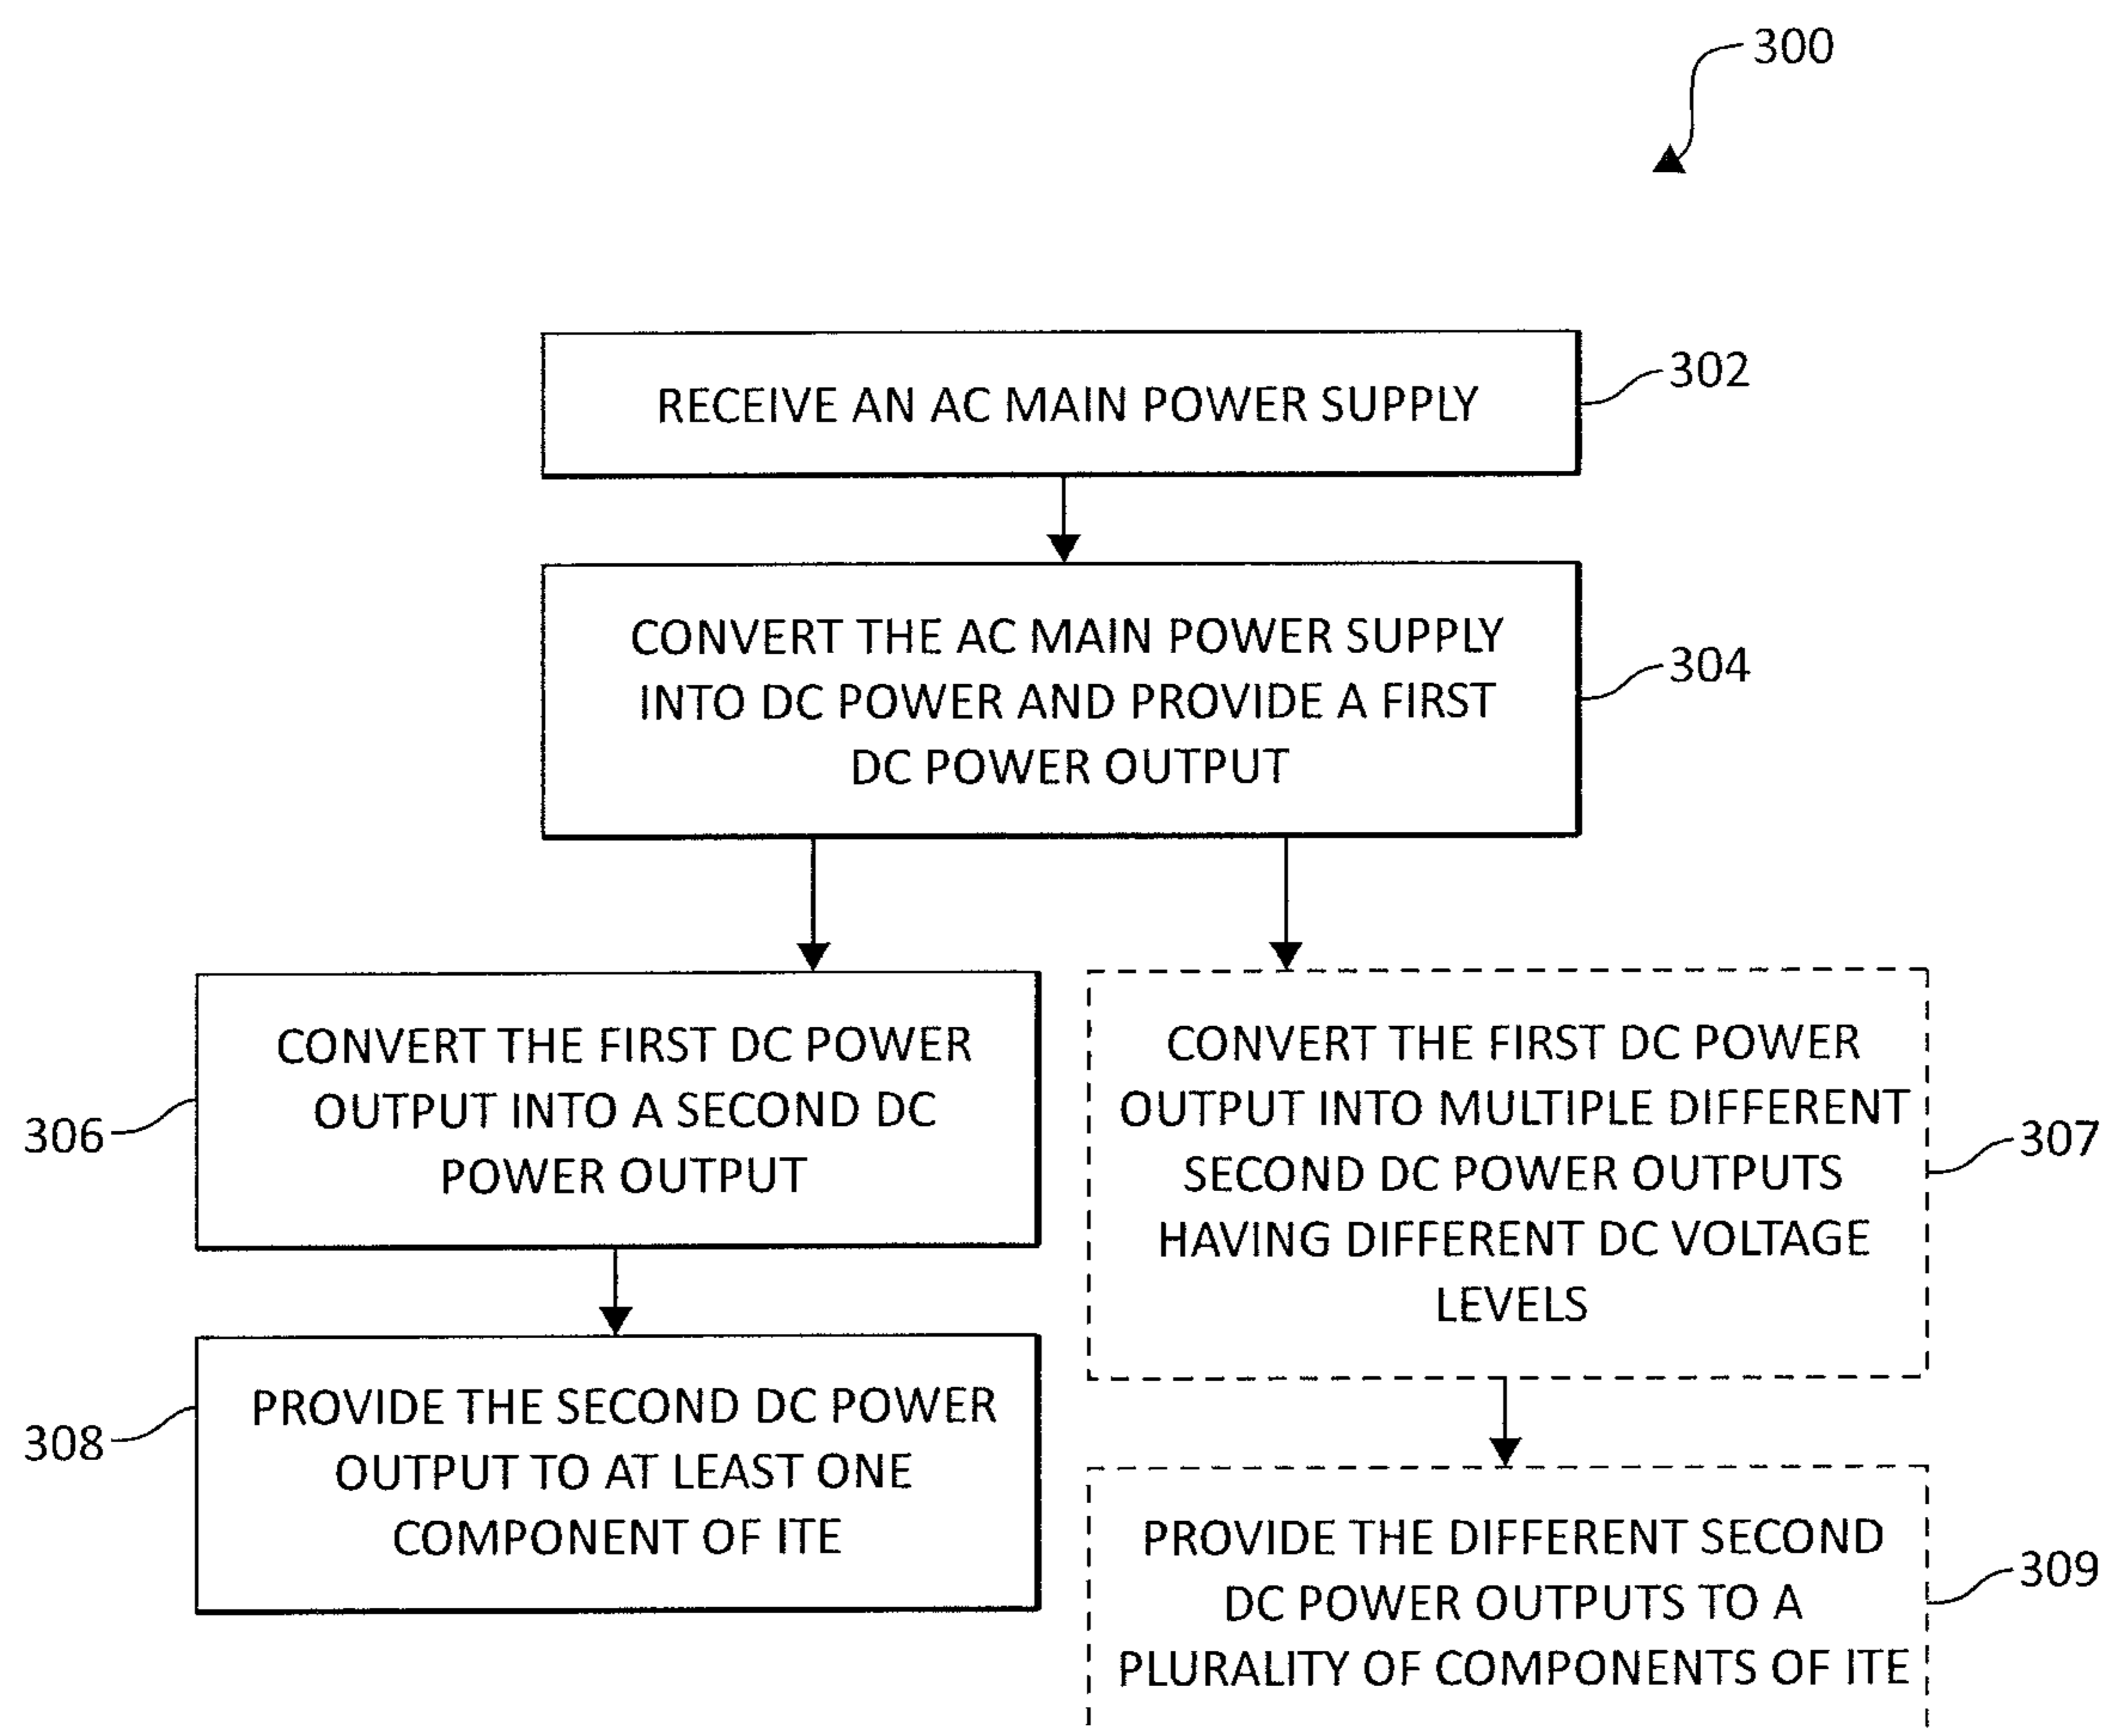 300
RECEIVE AN AC MAIN POWER SUPPLY
302
CONVERT THE AC MAIN POWER SUPPLY
INTO DC POWER AND PROVIDE A FIRST
DC POWER OUTPUT
304
CONVERT THE FIRST DC POWER
OUTPUT INTO A SECOND DC
POWER OUTPUT
306
CONVERT THE FIRST DC POWER
OUTPUT INTO MULTIPLE DIFFERENT
SECOND DC POWER OUTPUTS
HAVING DIFFERENT DC VOLTAGE
LEVELS
307
PROVIDE THE SECOND DC POWER
OUTPUT TO AT LEAST ONE
COMPONENT OF ITE
308
PROVIDE THE DIFFERENT SECOND
DC POWER OUTPUTS TO A
PLURALITY OF COMPONENTS OF ITE
309